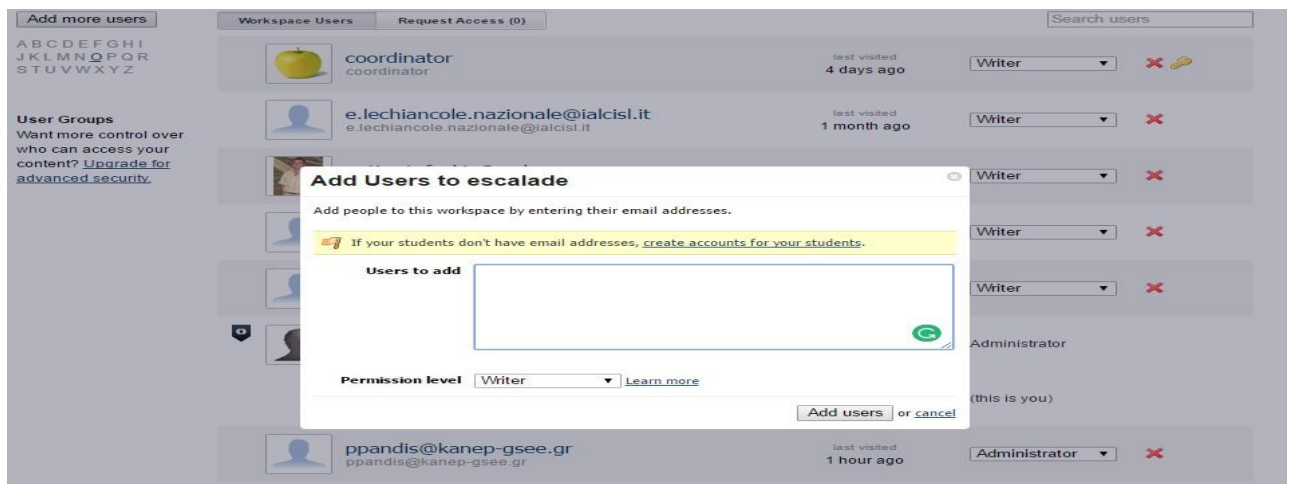 Add more users
Workspace Users
Request Access (0)
Search users
A B C D E F G H I
J K L M N O P Q R
S T U V W X Y Z
User Groups
Want more control over
who can access your
content? Upgrade for
advanced security.
coordinator
coordinator
last visited
4 days ago
Writer
e.lechiancole.nazionale@ialcisl.it
e.lechiancole.nazionale@ialcisl.it
last visited
1 month ago
Writer
Writer
Writer
Writer
Add Users to escalade
Add people to this workspace by entering their email addresses.
If your students don't have email addresses, create accounts for your students.
Users to add
Permission level
Writer
Learn more
Add users or cancel
Administrator
(this is you)
ppandis@kanep-gsee.gr
ppandis@kanep-gsee.gr
last visited
1 hour ago
Administrator